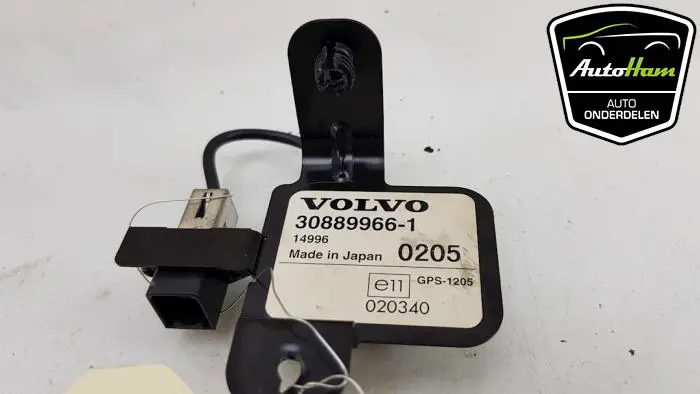 VOLVO
30889966-1
14996
Made in Japan 0205
e11 GPS-1205
020340
AutoHam
AUTO
ONDERDELEN